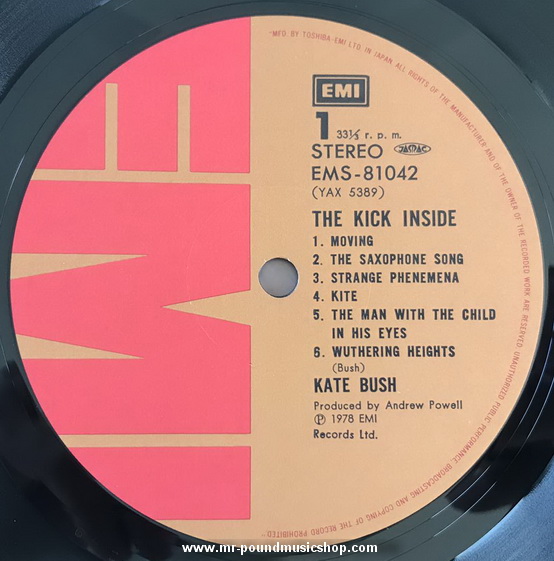 "MFG. BY TOSHIBA-EMI LTD. IN JAPAN. ALL RIGHTS OF THE MANUFACTURER AND OF THE OWNER OF THE RECORDED WORK ARE RESERVED. UNAUTHORIZED PUBLIC PERFORMANCE, BROADCASTING AND COPYING OF THE RECORD PROHIBITED"
EMI
EMI
1 33⅓ r. p. m.
STEREO JASRAC
EMS-81042
(YAX 5389)
THE KICK INSIDE
1. MOVING
2. THE SAXOPHONE SONG
3. STRANGE PHENEMENA
4. KITE
5. THE MAN WITH THE CHILD
IN HIS EYES
6. WUTHERING HEIGHTS
(Bush)
KATE BUSH
Produced by Andrew Powell
℗ 1978 EMI
Records Ltd.
www.mr-poundmusicshop.com